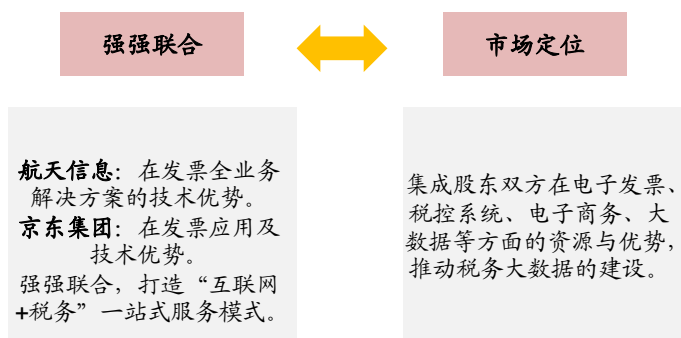 强强联合
市场定位
航天信息：在发票全业务
解决方案的技术优势。
京东集团：在发票应用及
技术优势。
强强联合，打造“互联网
+税务”一站式服务模式。
集成股东双方在电子发票、
税控系统、电子商务、大
数据等方面的资源与优势，
推动税务大数据的建设。